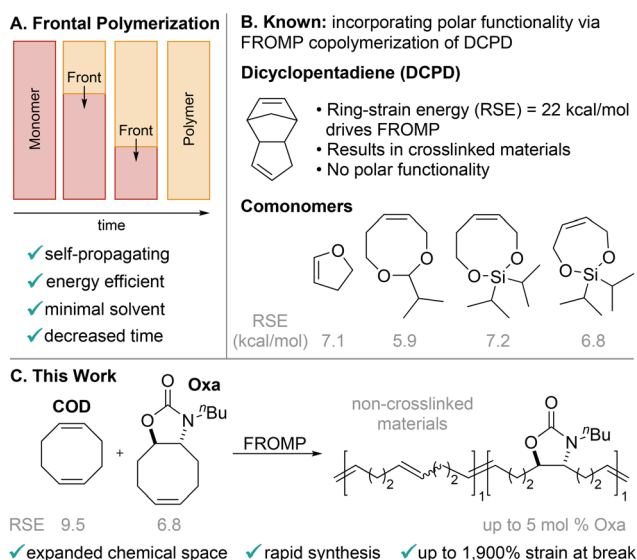 A. Frontal Polymerization
Monomer
Front
Front
Polymer
time
✓self-propagating
✓energy efficient
✓minimal solvent
✓decreased time
B. Known: incorporating polar functionality via
FROMP copolymerization of DCPD
Dicyclopentadiene (DCPD)
• Ring-strain energy (RSE) = 22 kcal/mol
drives FROMP
• Results in crosslinked materials
• No polar functionality
Comonomers
O
O
O
O
Si
O
O
O
Si
RSE
(kcal/mol) 7.1 5.9 7.2 6.8
C. This Work
COD
+
Oxa
O
O
N
nBu
FROMP
non-crosslinked
materials
O
O
N
nBu
2
2
1
2
2
1
RSE 9.5 6.8
up to 5 mol % Oxa
✓expanded chemical space ✓rapid synthesis ✓up to 1,900% strain at break